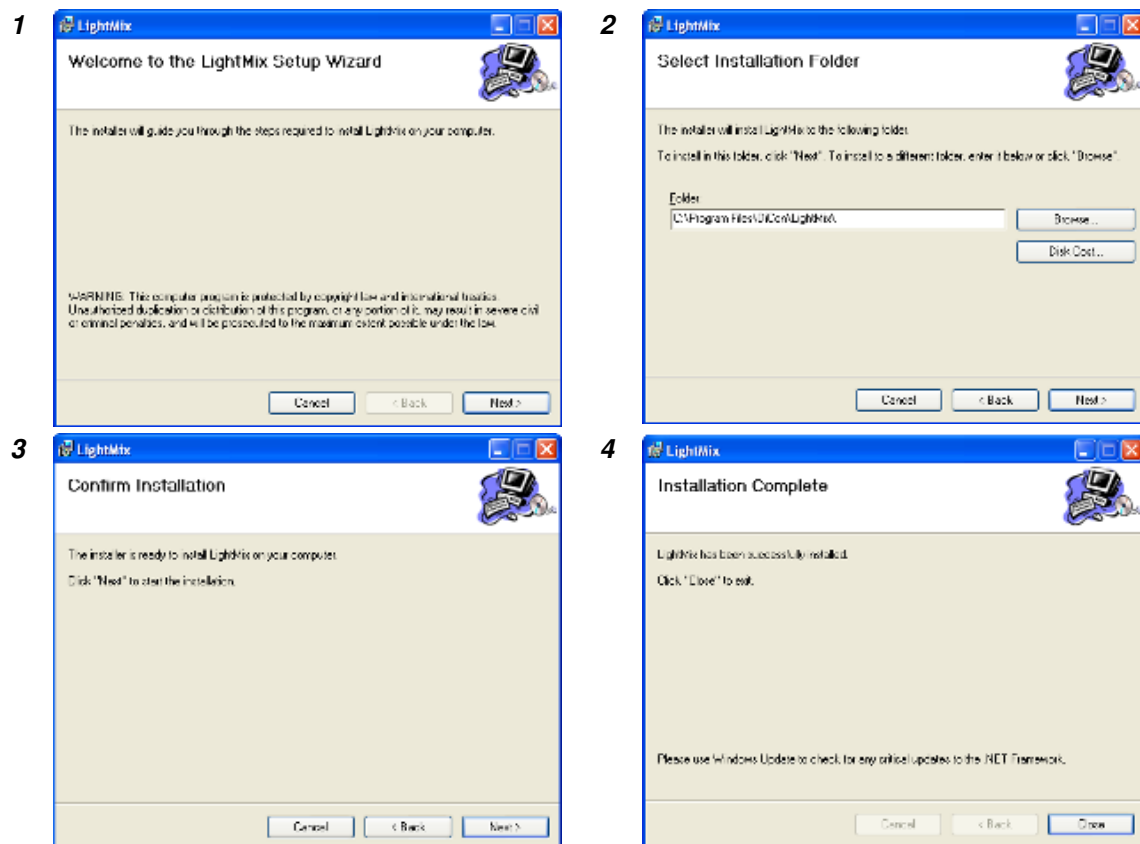 1
LightMix
Welcome to the LightMix Setup Wizard
The installer will guide you through the steps required to install LightMix on your computer.
WARNING: This computer program is protected by copyright law and international treaties.
Unauthorized duplication or distribution of this program, or any portion of it, may result in severe civil
or criminal penalties, and will be prosecuted to the maximum extent possible under the law.
Cancel
< Back
Next >
2
LightMix
Select Installation Folder
The installer will install LightMix to the following folder.
To install in this folder, click "Next". To install to a different folder, enter it below or click "Browse".
Folder:
C:\Program Files\DiCon\LightMix\
Browse...
Disk Cost...
Cancel
< Back
Next >
3
LightMix
Confirm Installation
The installer is ready to install LightMix on your computer.
Click "Next" to start the installation.
Cancel
< Back
Next >
4
LightMix
Installation Complete
LightMix has been successfully installed.
Click "Close" to exit.
Please use Windows Update to check for any critical updates to the .NET Framework.
Cancel
< Back
Close